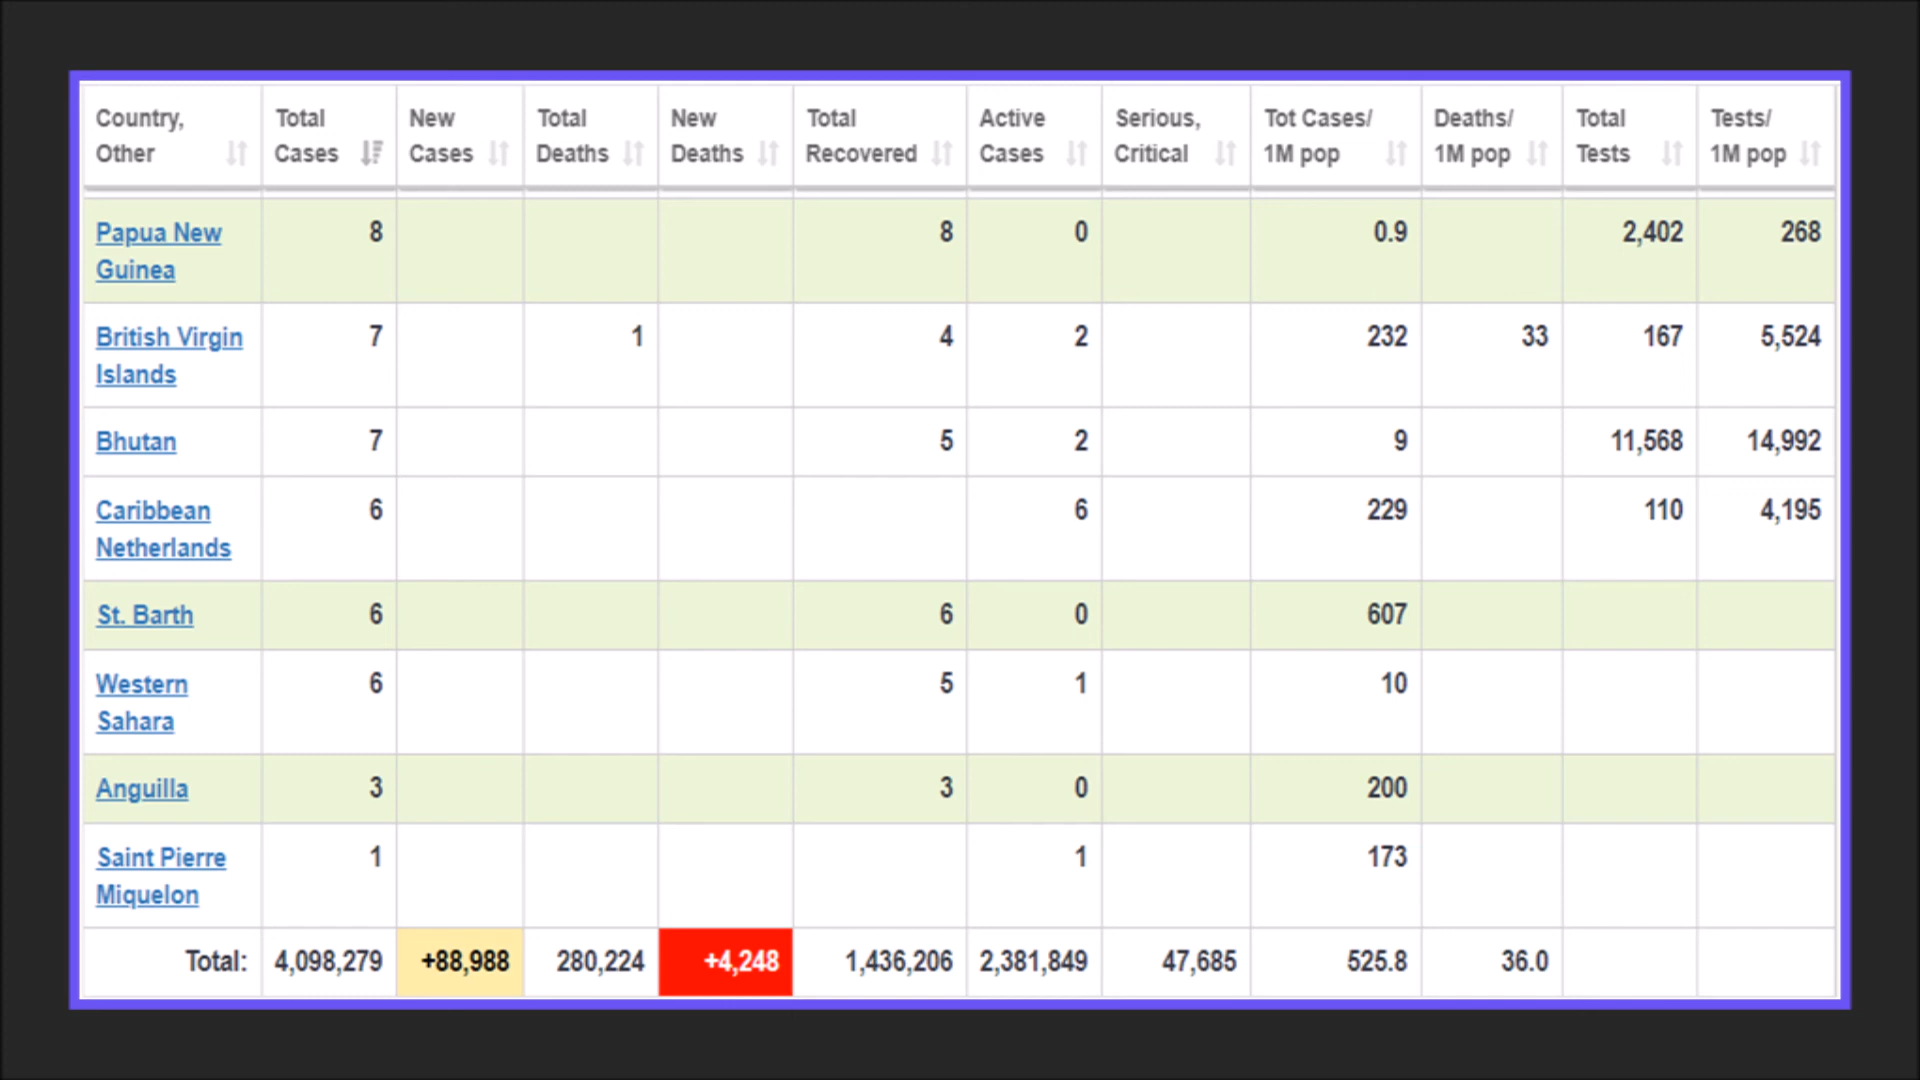 Country, Other Total Cases New Cases Total Deaths New Deaths Total Recovered Active Cases Serious, Critical Tot Cases/ 1M pop Deaths/ 1M pop Total Tests Tests/ 1M pop
Papua New Guinea 8 8 0 0.9 2,402 268
British Virgin Islands 7 1 4 2 232 33 167 5,524
Bhutan 7 5 2 9 11,568 14,992
Caribbean Netherlands 6 6 229 110 4,195
St. Barth 6 6 0 607
Western Sahara 6 5 1 10
Anguilla 3 3 0 200
Saint Pierre Miquelon 1 1 173
Total: 4,098,279 +88,988 280,224 +4,248 1,436,206 2,381,849 47,685 525.8 36.0